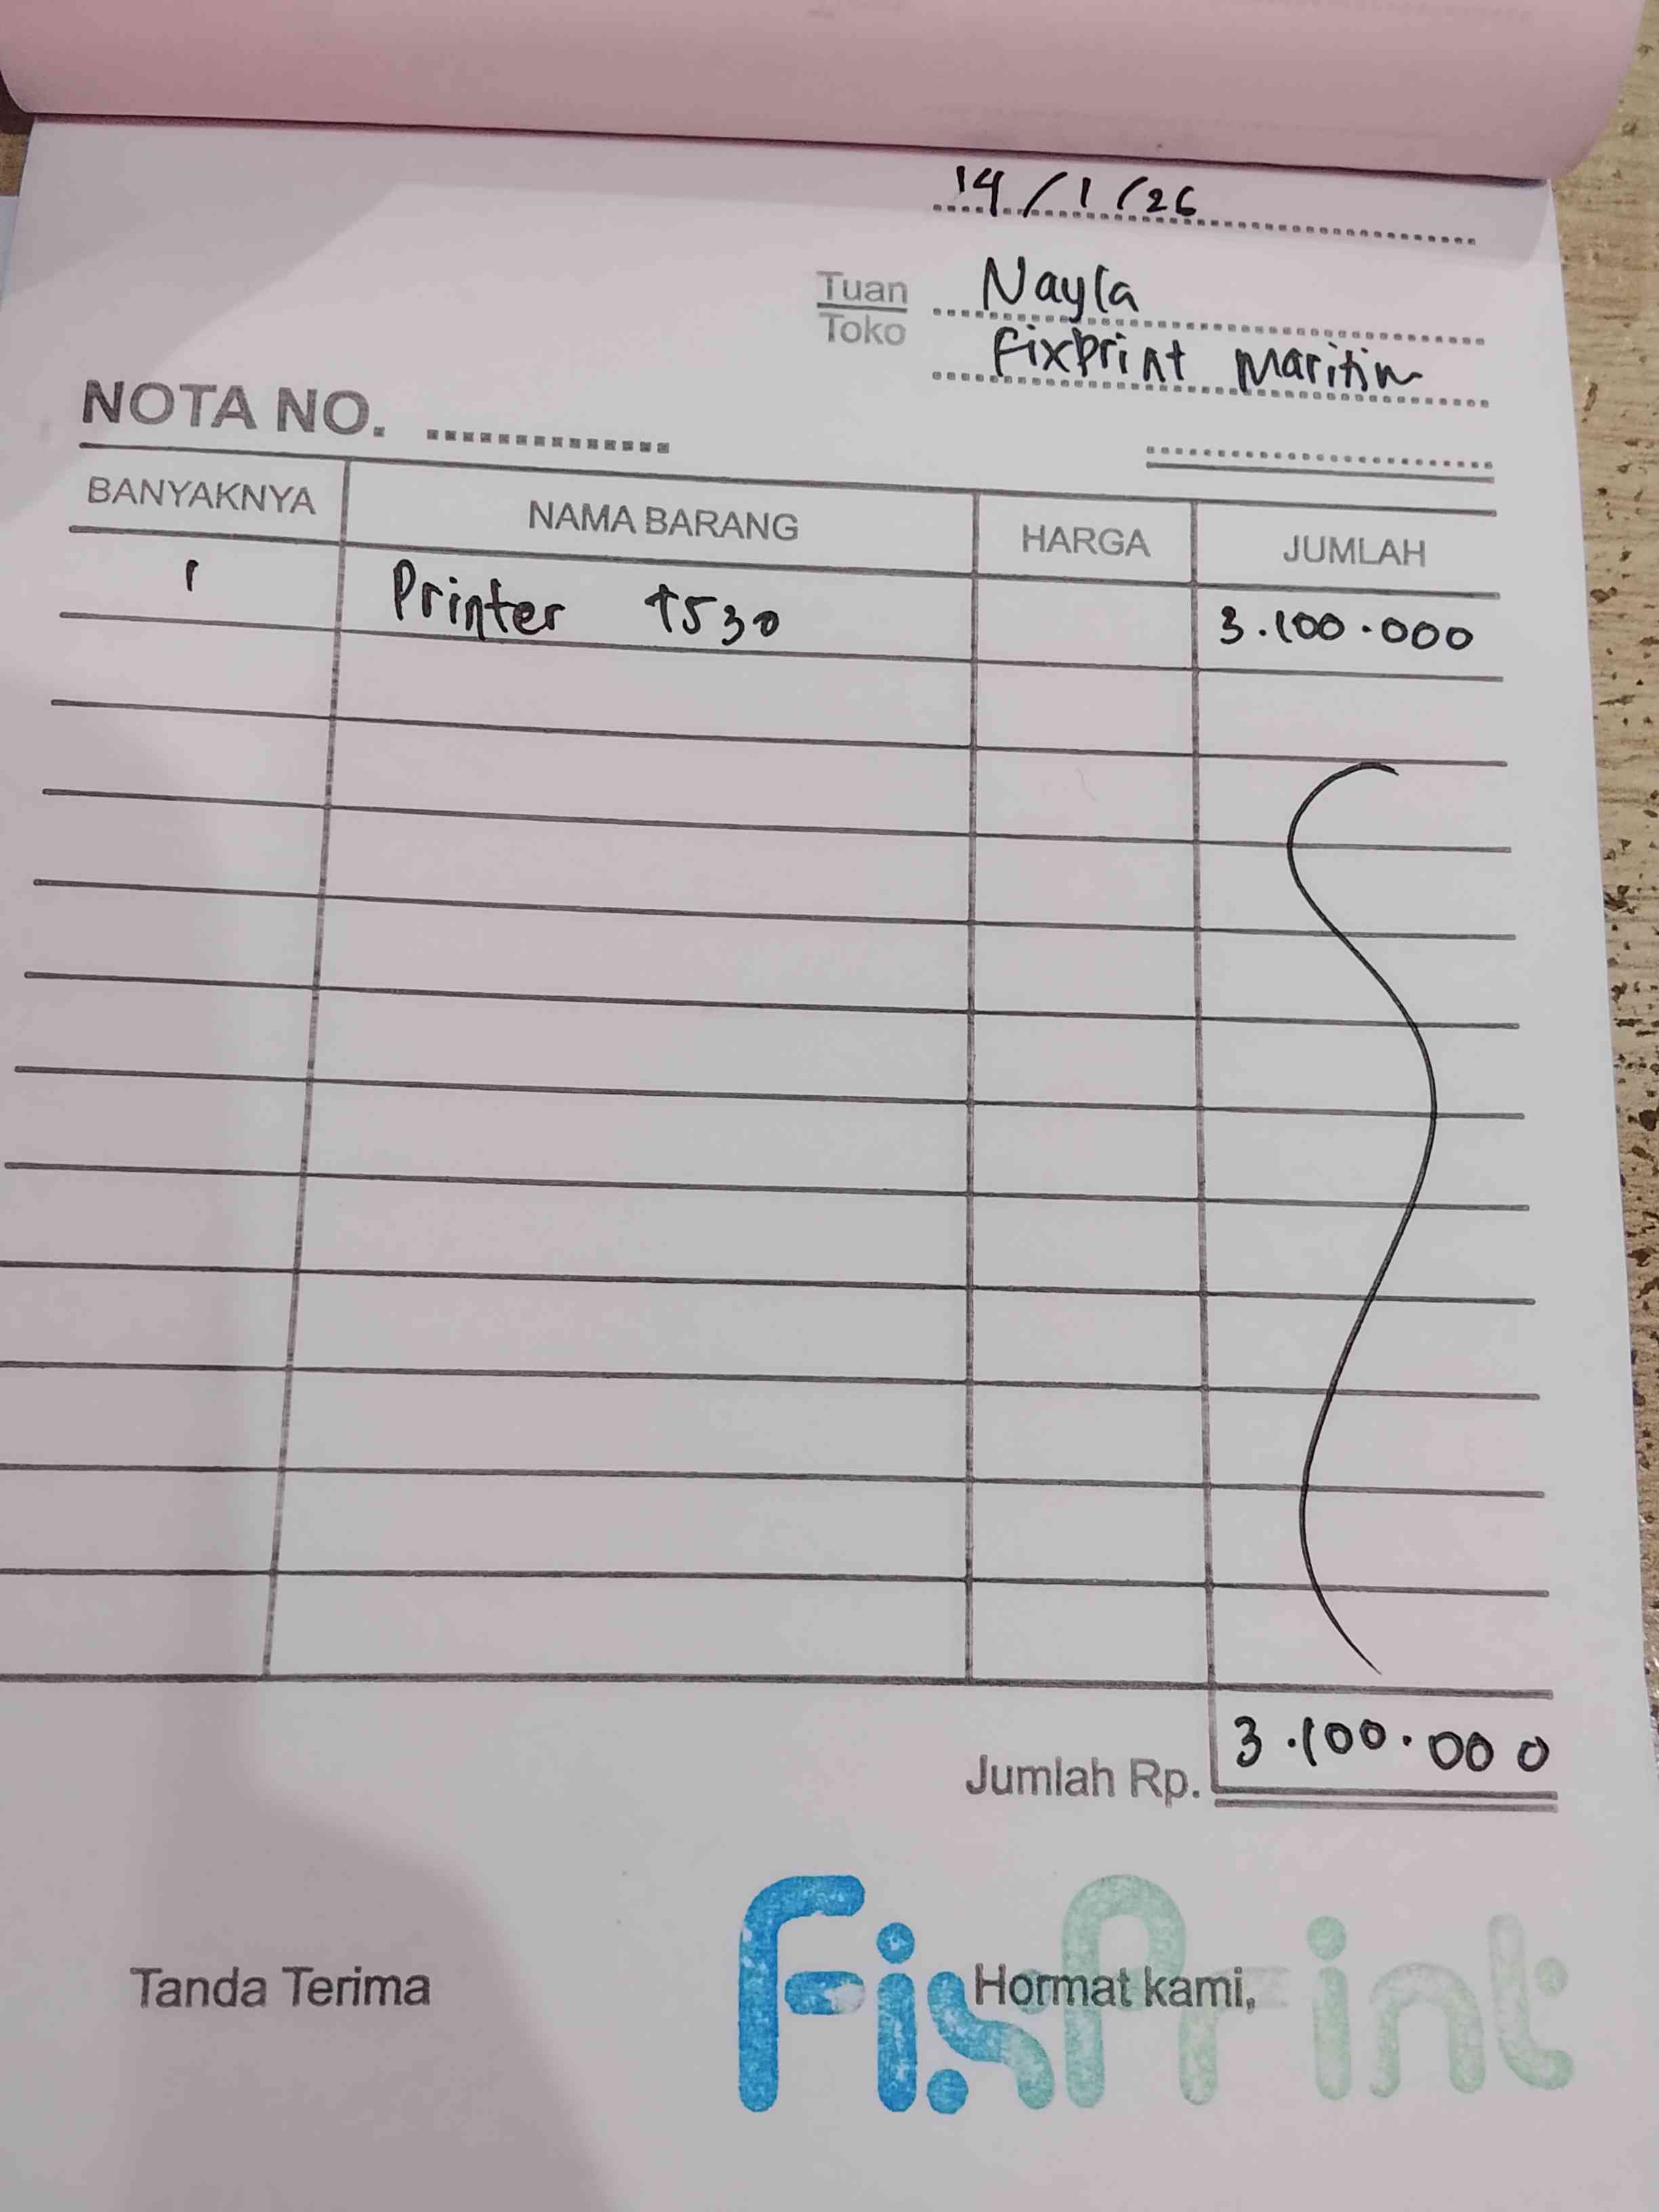 14/1/26
Tuan Nayla
Toko Fixprint Maritim
NOTA NO.
BANYAKNYA NAMA BARANG HARGA JUMLAH
1 Printer T530 3.100.000
Jumlah Rp. 3.100.000
Tanda Terima Hormat kami,
FixPrint